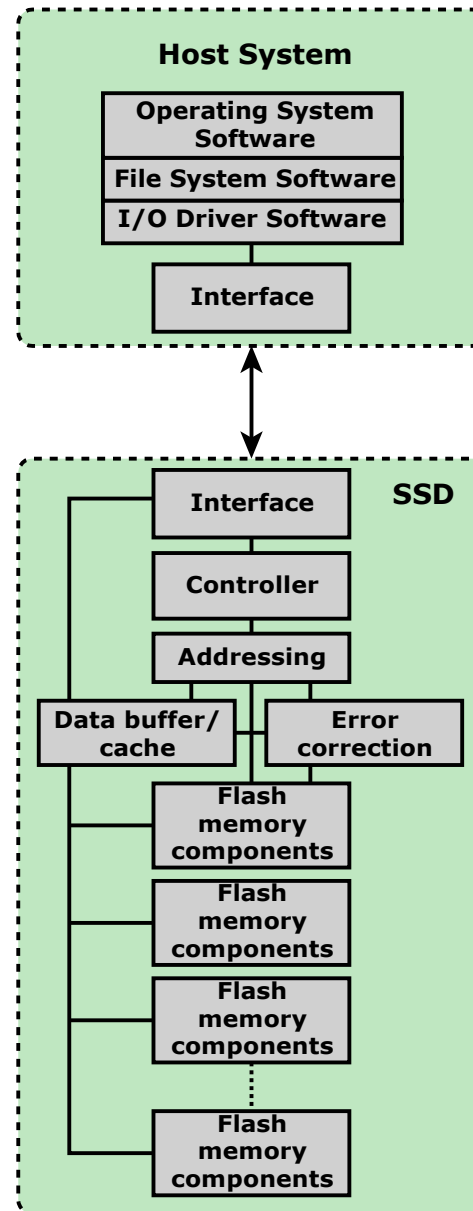 Host System
Operating System
Software
File System Software
I/O Driver Software
Interface
SSD
Interface
Controller
Addressing
Data buffer/
cache
Error
correction
Flash
memory
components
Flash
memory
components
Flash
memory
components
Flash
memory
components